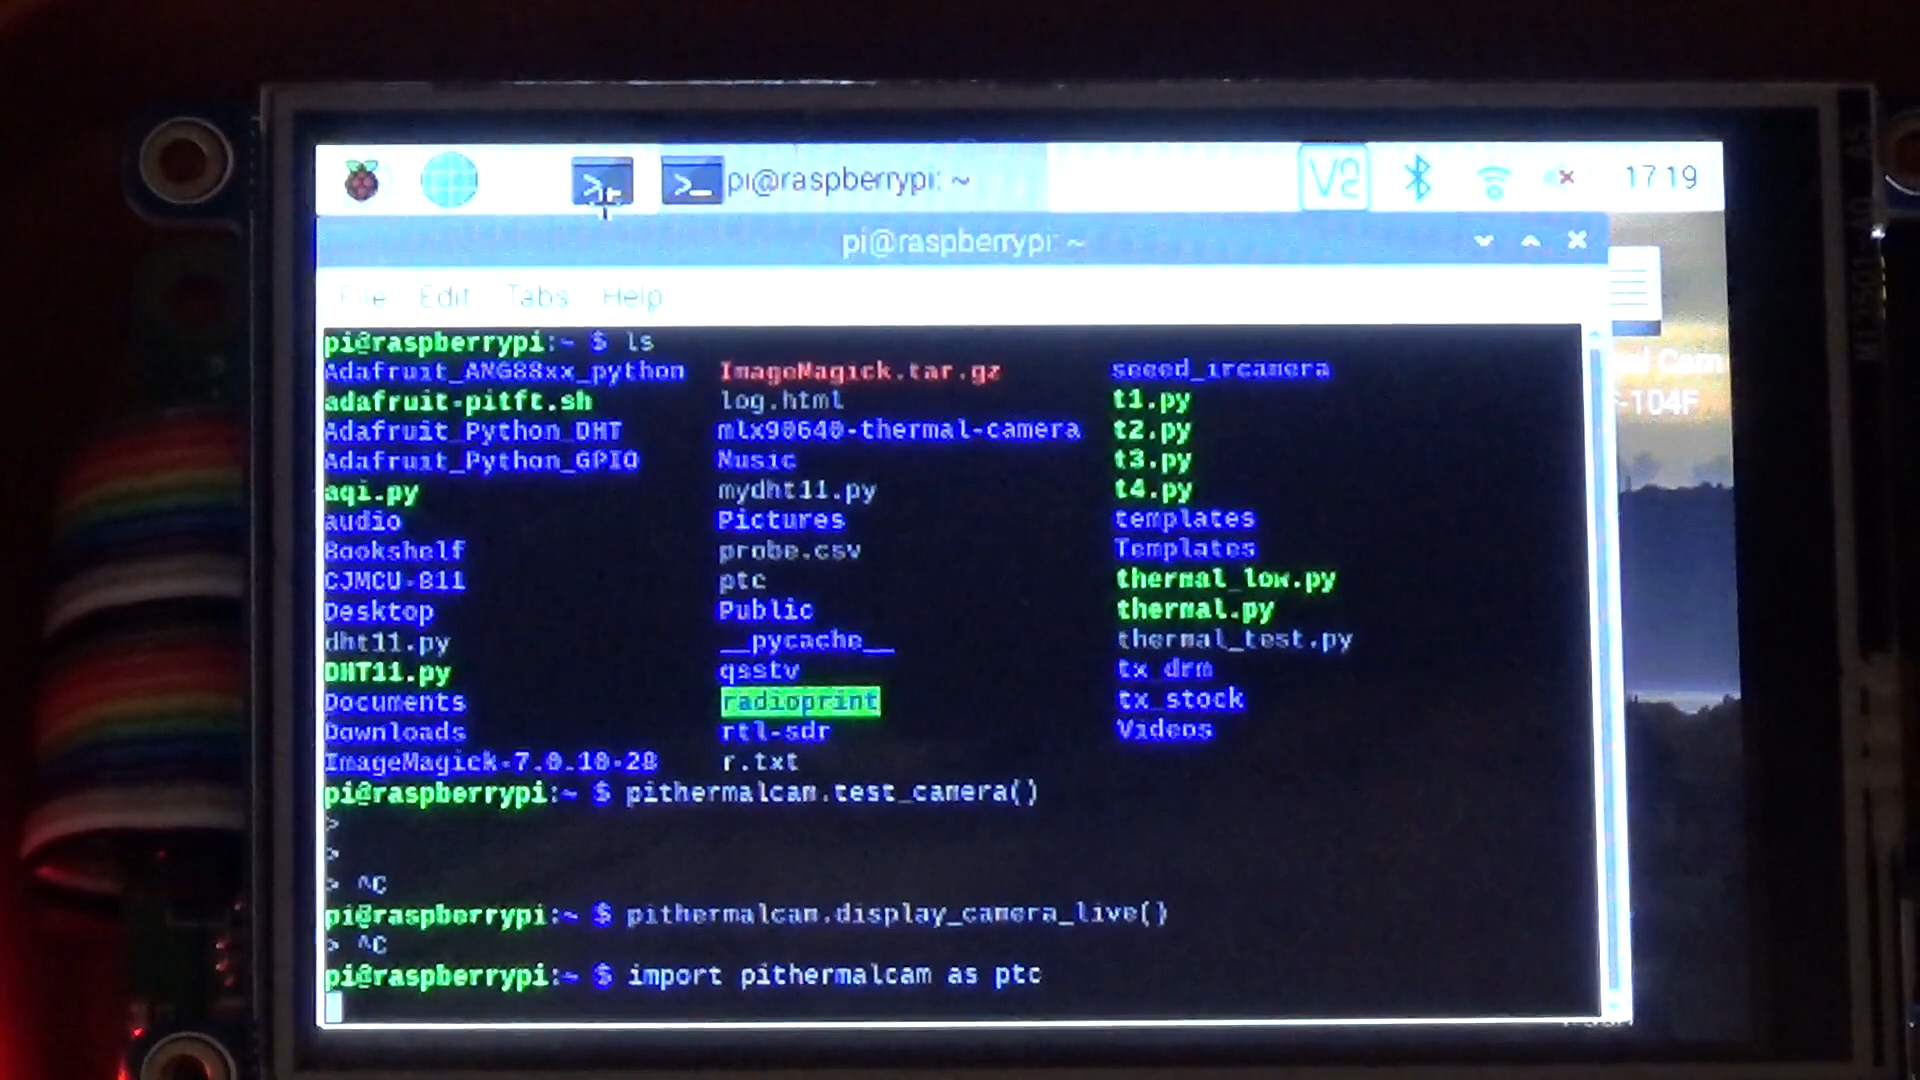 pi@raspberrypi: ~
V2
17:19
pi@raspberrypi: ~
File Edit Tabs Help
pi@raspberrypi:~ $ ls
Adafruit_AMG88xx_python ImageMagick.tar.gz seeed_ircamera
adafruit-pitft.sh log.html t1.py
Adafruit_Python_DHT mlx90640-thermal-camera t2.py
Adafruit_Python_GPIO Music t3.py
aqi.py mydht11.py t4.py
audio Pictures templates
Bookshelf probe.csv Templates
CJMCU-811 ptc thermal_low.py
Desktop Public thermal.py
dht11.py __pycache__ thermal_test.py
DHT11.py qsstv tx_drm
Documents radioprint tx_stock
Downloads rtl-sdr Videos
ImageMagick-7.0.10-28 r.txt
pi@raspberrypi:~ $ pithermalcam.test_camera()
>
>
> ^C
pi@raspberrypi:~ $ pithermalcam.display_camera_live()
> ^C
pi@raspberrypi:~ $ import pithermalcam as ptc
al Cam
-104F